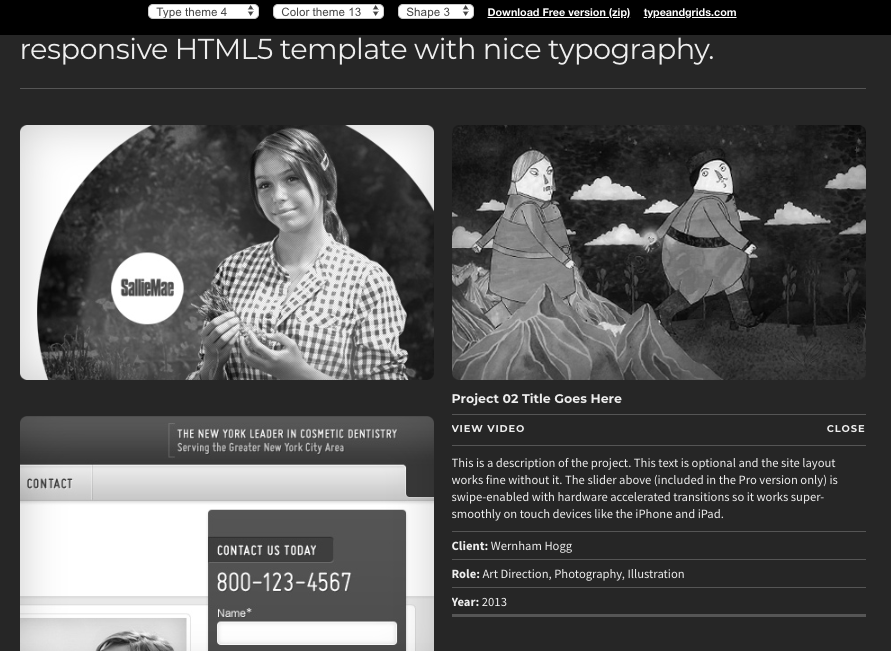 Type theme 4 Color theme 13 Shape 3 Download Free version (zip) typeandgrids.com
responsive HTML5 template with nice typography.
SallieMae
Project 02 Title Goes Here
VIEW VIDEO CLOSE
This is a description of the project. This text is optional and the site layout
works fine without it. The slider above (included in the Pro version only) is
swipe-enabled with hardware accelerated transitions so it works super-
smoothly on touch devices like the iPhone and iPad.
Client: Wernham Hogg
Role: Art Direction, Photography, Illustration
Year: 2013
THE NEW YORK LEADER IN COSMETIC DENTISTRY
Serving the Greater New York City Area
CONTACT
CONTACT US TODAY
800-123-4567
Name*